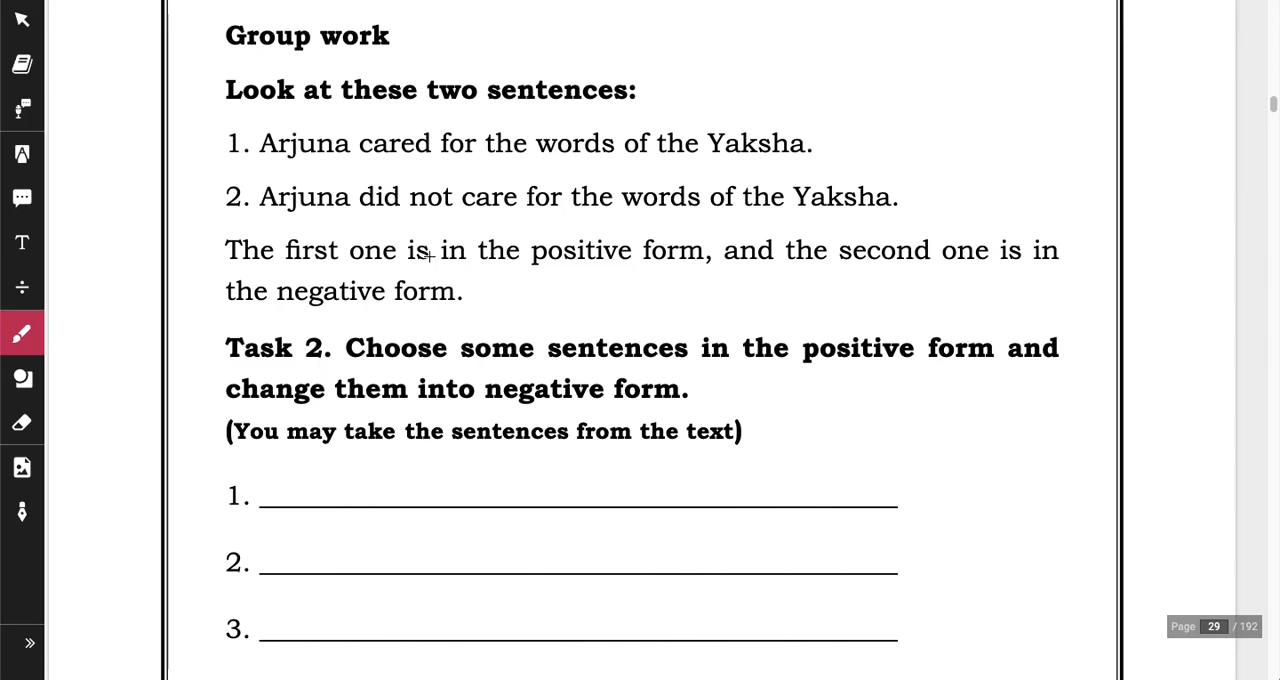 Group work
Look at these two sentences:
1. Arjuna cared for the words of the Yaksha.
2. Arjuna did not care for the words of the Yaksha.
The first one is in the positive form, and the second one is in
the negative form.
Task 2. Choose some sentences in the positive form and
change them into negative form.
(You may take the sentences from the text)
1.
2.
3.
Page 29 / 192